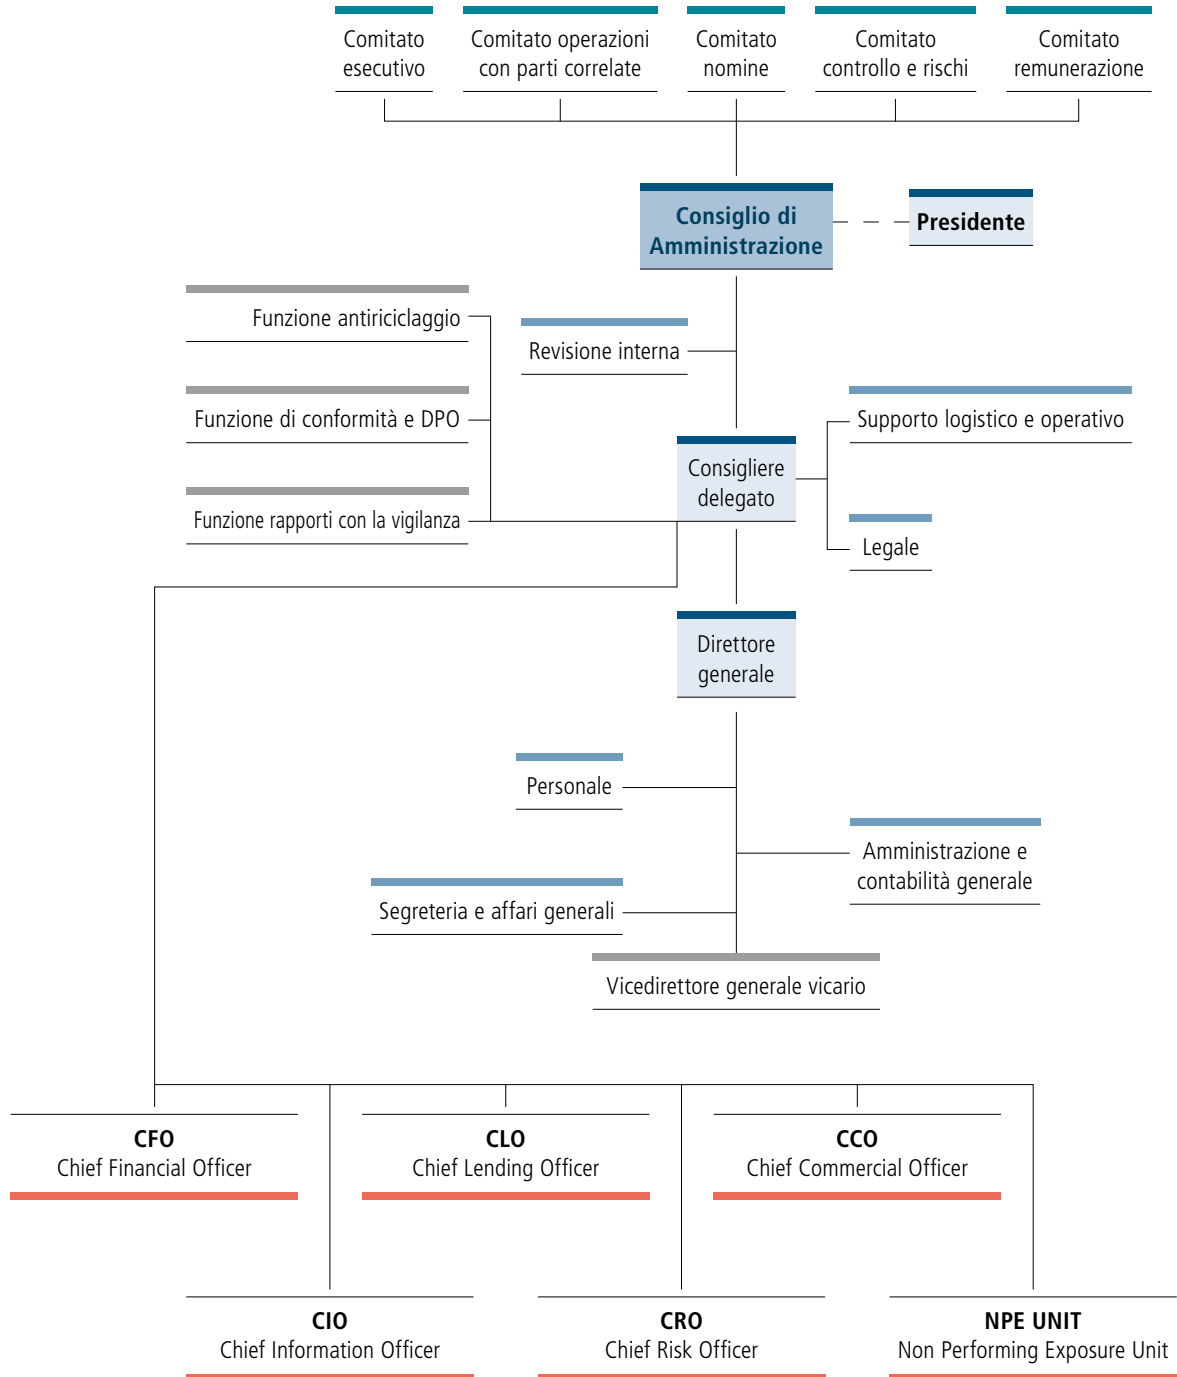 Comitato
esecutivo
Comitato operazioni
con parti correlate
Comitato
nomine
Comitato
controllo e rischi
Comitato
remunerazione
Consiglio di
Amministrazione
Presidente
Funzione antiriciclaggio
Revisione interna
Funzione di conformità e DPO
Supporto logistico e operativo
Consigliere
delegato
Funzione rapporti con la vigilanza
Legale
Direttore
generale
Personale
Amministrazione e
contabilità generale
Segreteria e affari generali
Vicedirettore generale vicario
CFO
Chief Financial Officer
CLO
Chief Lending Officer
CCO
Chief Commercial Officer
CIO
Chief Information Officer
CRO
Chief Risk Officer
NPE UNIT
Non Performing Exposure Unit